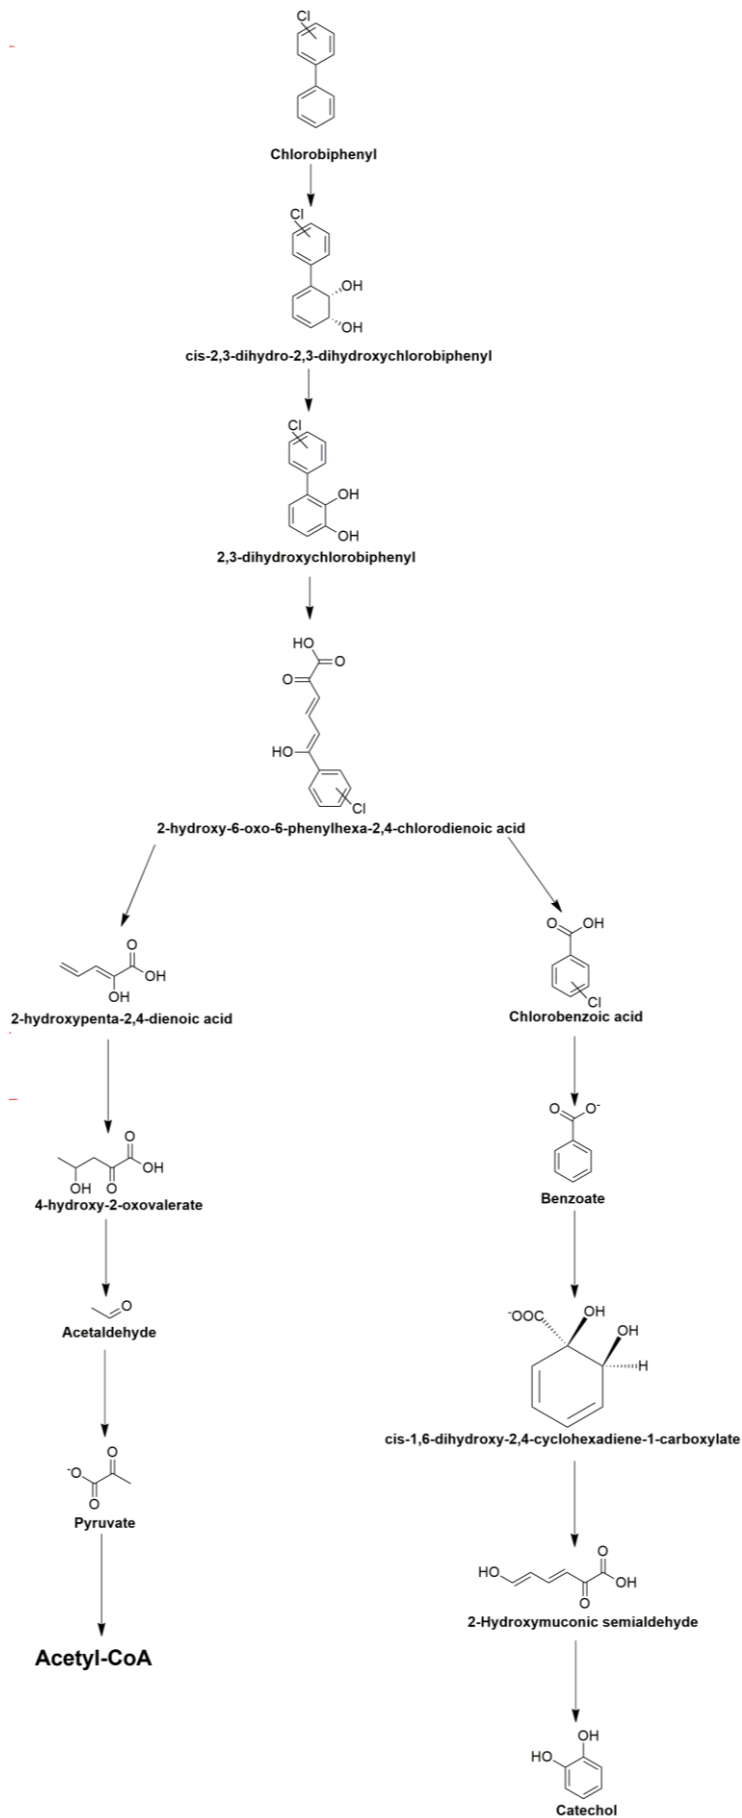 Cl
Chlorobiphenyl
Cl
OH
OH
cis-2,3-dihydro-2,3-dihydroxychlorobiphenyl
Cl
OH
OH
2,3-dihydroxychlorobiphenyl
HO
O
O
HO
Cl
2-hydroxy-6-oxo-6-phenylhexa-2,4-chlorodienoic acid
O
OH
OH
2-hydroxypenta-2,4-dienoic acid
O
OH
OH O
4-hydroxy-2-oxovalerate
O
Acetaldehyde
O
-O
O
Pyruvate
Acetyl-CoA
O OH
Cl
Chlorobenzoic acid
O O-
Benzoate
-OOC OH
OH
H
cis-1,6-dihydroxy-2,4-cyclohexadiene-1-carboxylate
O
HO
OH
O
2-Hydroxymuconic semialdehyde
OH
HO
Catechol